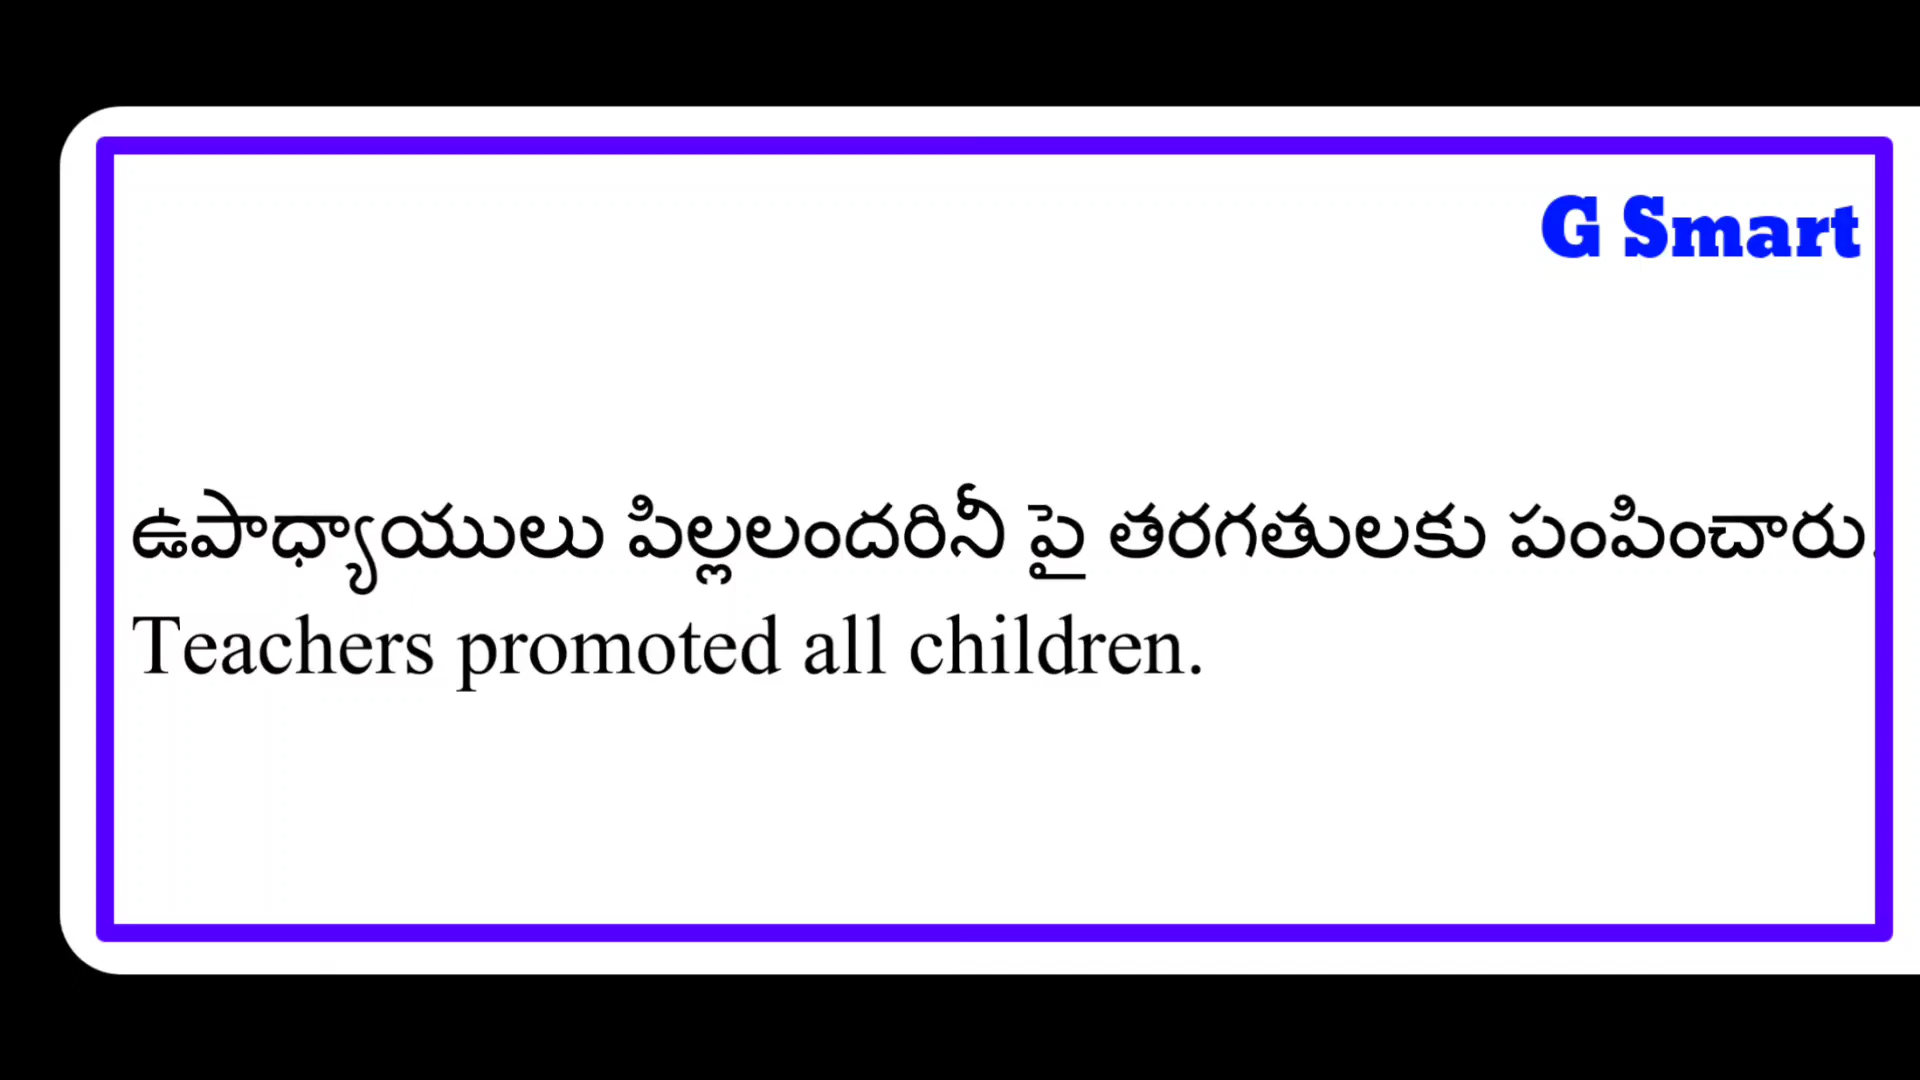 G Smart
ఉపాధ్యాయులు పిల్లలందరినీ పై తరగతులకు పంపించారు.
Teachers promoted all children.